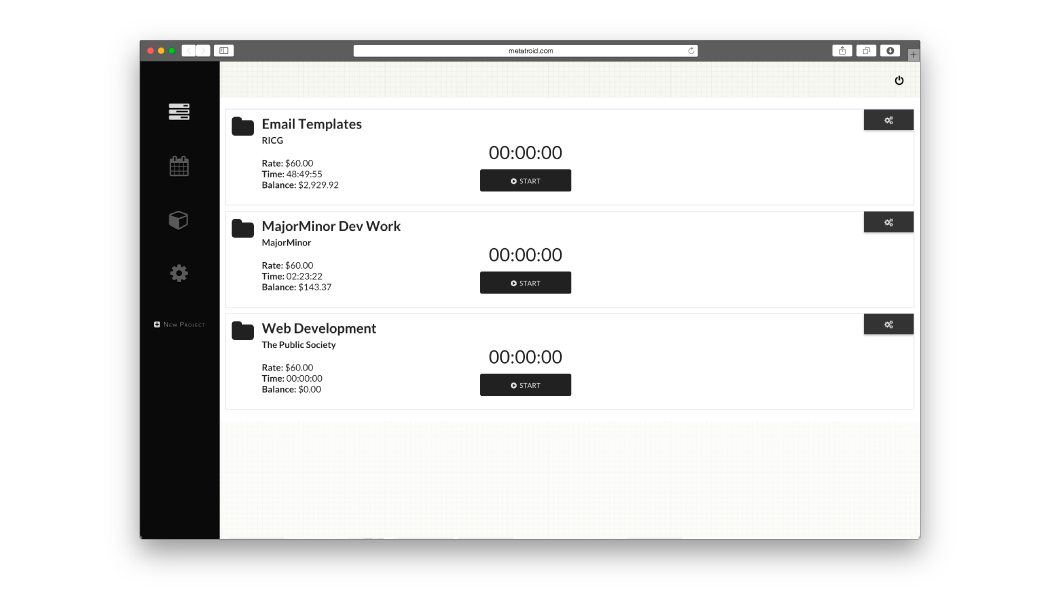 metatroid.com
Email Templates
RICG
Rate: $60.00
Time: 48:49:55
Balance: $2,929.92
00:00:00
START
MajorMinor Dev Work
MajorMinor
Rate: $60.00
Time: 02:23:22
Balance: $143.37
00:00:00
START
New Project
Web Development
The Public Society
Rate: $60.00
Time: 00:00:00
Balance: $0.00
00:00:00
START